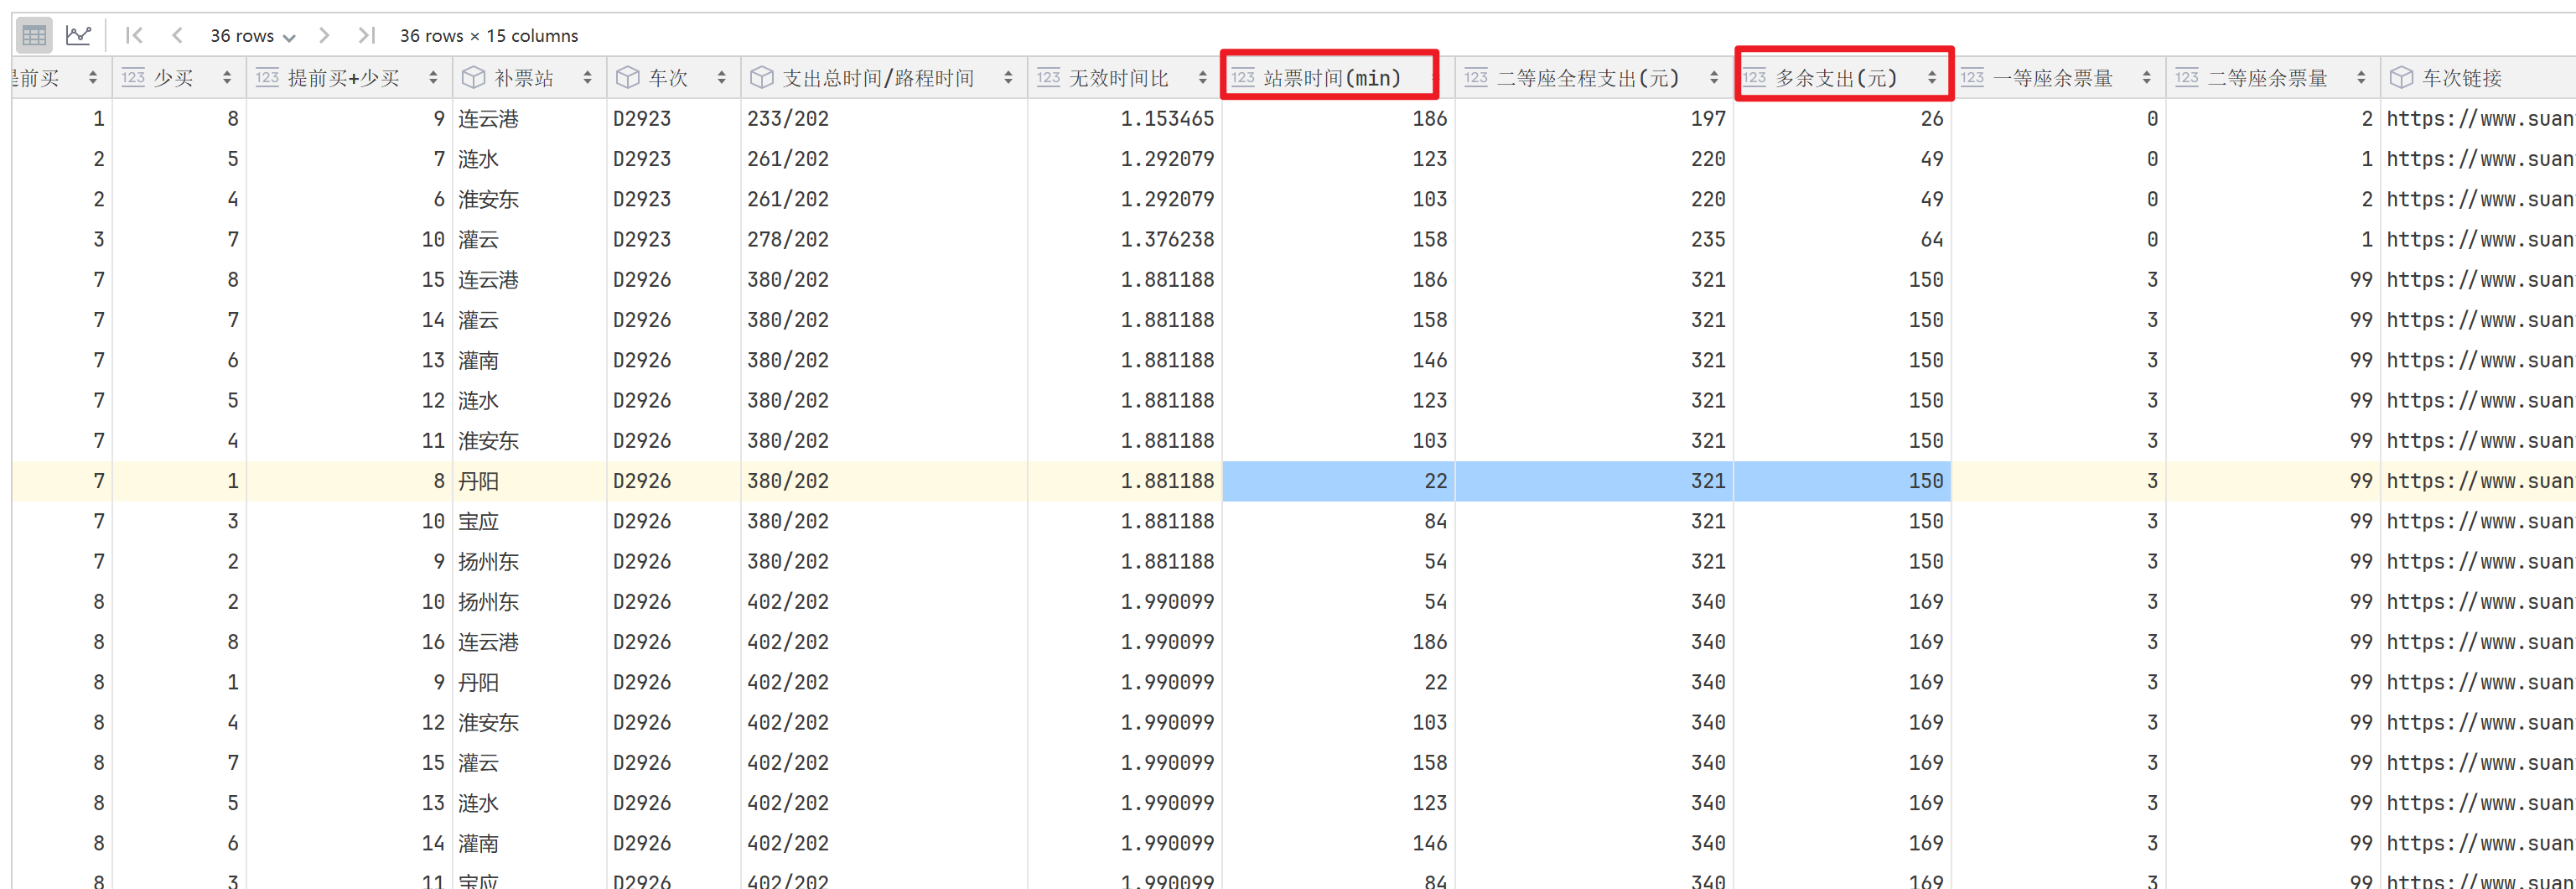 36 rows 36 rows × 15 columns
提前买 123 少买 123 提前买+少买 补票站 车次 支出总时间/路程时间 123 无效时间比 123 站票时间(min) 123 二等座全程支出(元) 123 多余支出(元) 123 一等座余票量 123 二等座余票量 车次链接
1 8 9 连云港 D2923 233/202 1.153465 186 197 26 0 2 https://www.suan
2 5 7 涟水 D2923 261/202 1.292079 123 220 49 0 1 https://www.suan
2 4 6 淮安东 D2923 261/202 1.292079 103 220 49 0 2 https://www.suan
3 7 10 灌云 D2923 278/202 1.376238 158 235 64 0 1 https://www.suan
7 8 15 连云港 D2926 380/202 1.881188 186 321 150 3 99 https://www.suan
7 7 14 灌云 D2926 380/202 1.881188 158 321 150 3 99 https://www.suan
7 6 13 灌南 D2926 380/202 1.881188 146 321 150 3 99 https://www.suan
7 5 12 涟水 D2926 380/202 1.881188 123 321 150 3 99 https://www.suan
7 4 11 淮安东 D2926 380/202 1.881188 103 321 150 3 99 https://www.suan
7 1 8 丹阳 D2926 380/202 1.881188 22 321 150 3 99 https://www.suan
7 3 10 宝应 D2926 380/202 1.881188 84 321 150 3 99 https://www.suan
7 2 9 扬州东 D2926 380/202 1.881188 54 321 150 3 99 https://www.suan
8 2 10 扬州东 D2926 402/202 1.990099 54 340 169 3 99 https://www.suan
8 8 16 连云港 D2926 402/202 1.990099 186 340 169 3 99 https://www.suan
8 1 9 丹阳 D2926 402/202 1.990099 22 340 169 3 99 https://www.suan
8 4 12 淮安东 D2926 402/202 1.990099 103 340 169 3 99 https://www.suan
8 7 15 灌云 D2926 402/202 1.990099 158 340 169 3 99 https://www.suan
8 5 13 涟水 D2926 402/202 1.990099 123 340 169 3 99 https://www.suan
8 6 14 灌南 D2926 402/202 1.990099 146 340 169 3 99 https://www.suan
8 3 11 宝应 D2926 402/202 1.990099 84 340 169 3 99 https://www.suan